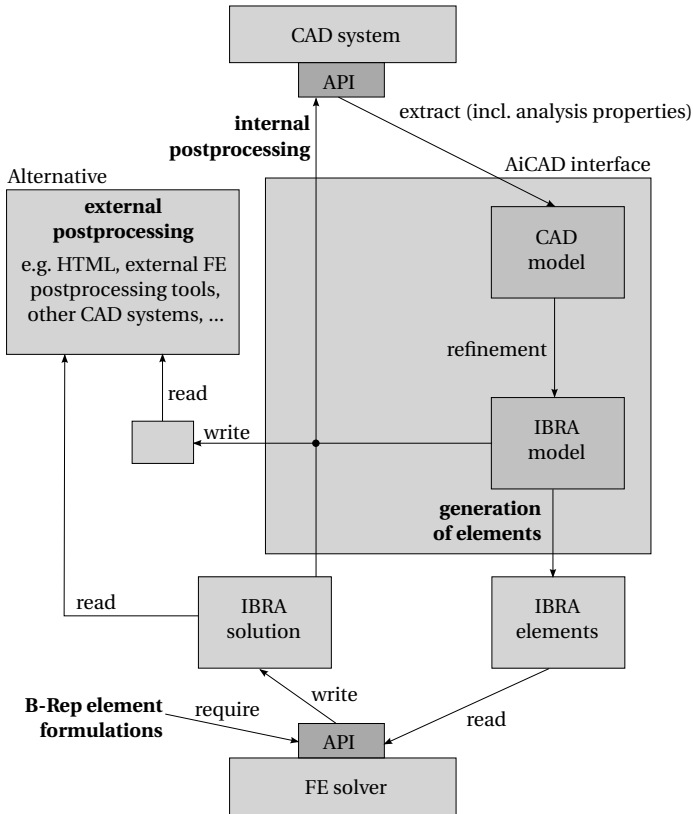 CAD system
API
extract (incl. analysis properties)
internal
postprocessing
AiCAD interface
Alternative
external
postprocessing
e.g. HTML, external FE
postprocessing tools,
other CAD systems, ...
CAD
model
refinement
read
write
IBRA
model
generation
of elements
read
IBRA
solution
IBRA
elements
write
B-Rep element
formulations
require
read
API
FE solver